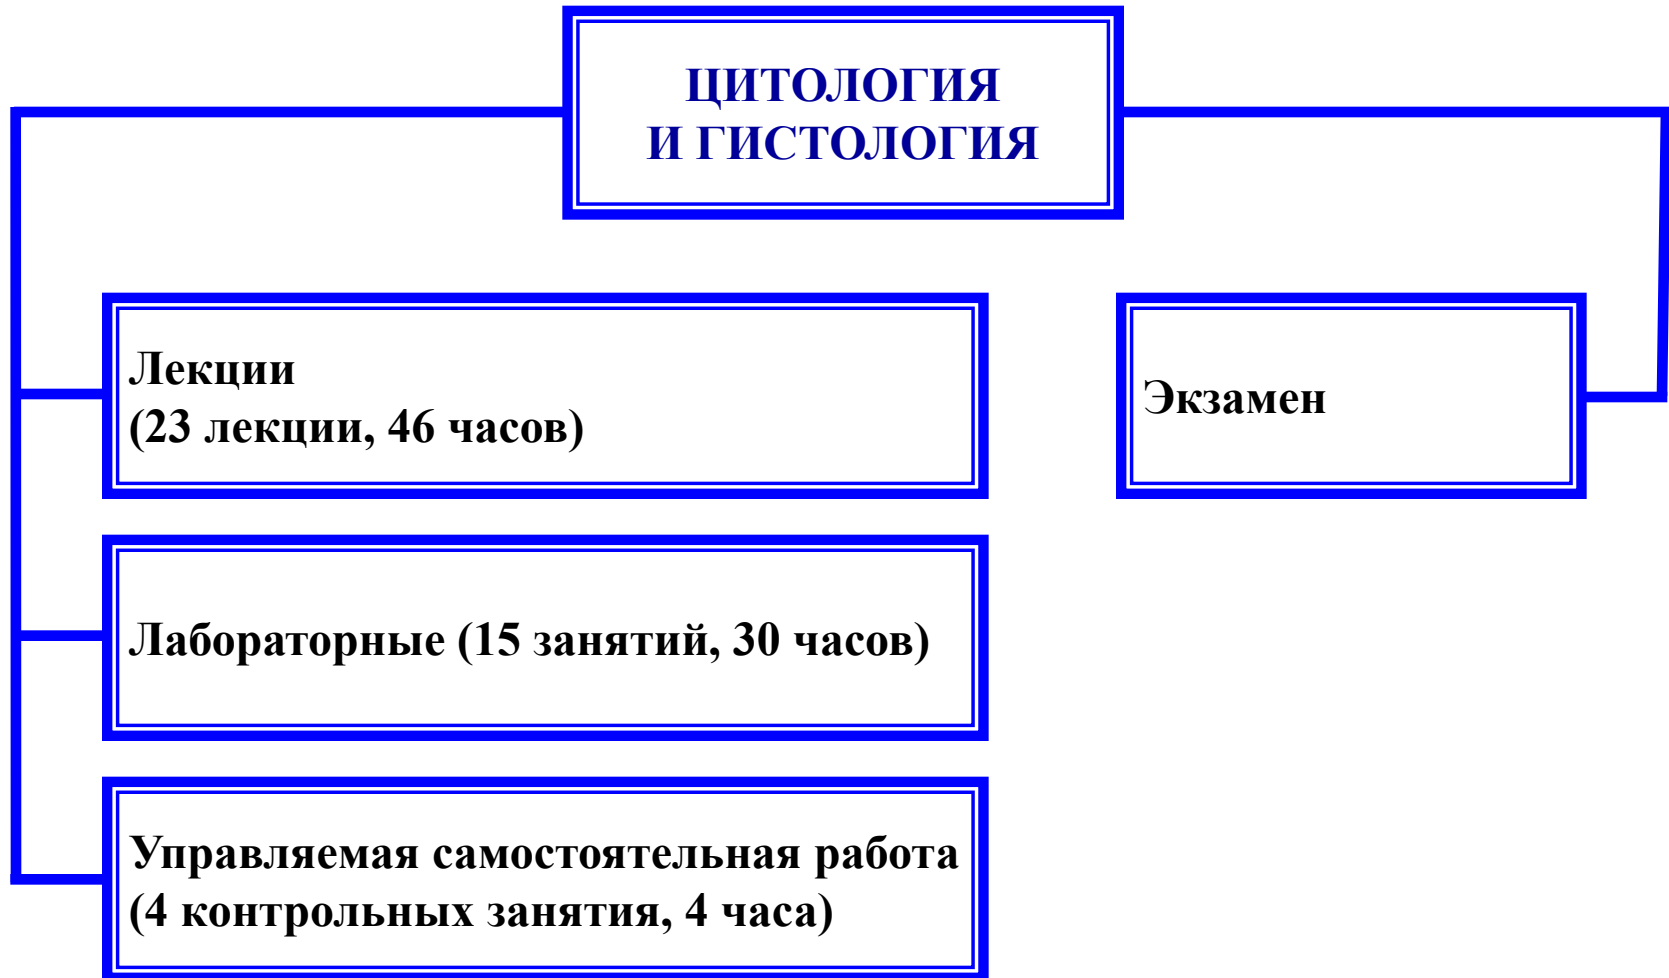 ЦИТОЛОГИЯ
И ГИСТОЛОГИЯ
Лекции
(23 лекции, 46 часов)
Экзамен
Лабораторные (15 занятий, 30 часов)
Управляемая самостоятельная работа
(4 контрольных занятия, 4 часа)